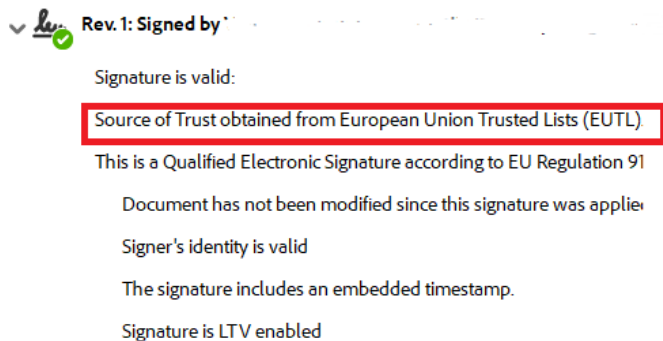 Rev. 1: Signed by
Signature is valid:
Source of Trust obtained from European Union Trusted Lists (EUTL).
This is a Qualified Electronic Signature according to EU Regulation 91
Document has not been modified since this signature was applied
Signer's identity is valid
The signature includes an embedded timestamp.
Signature is LTV enabled